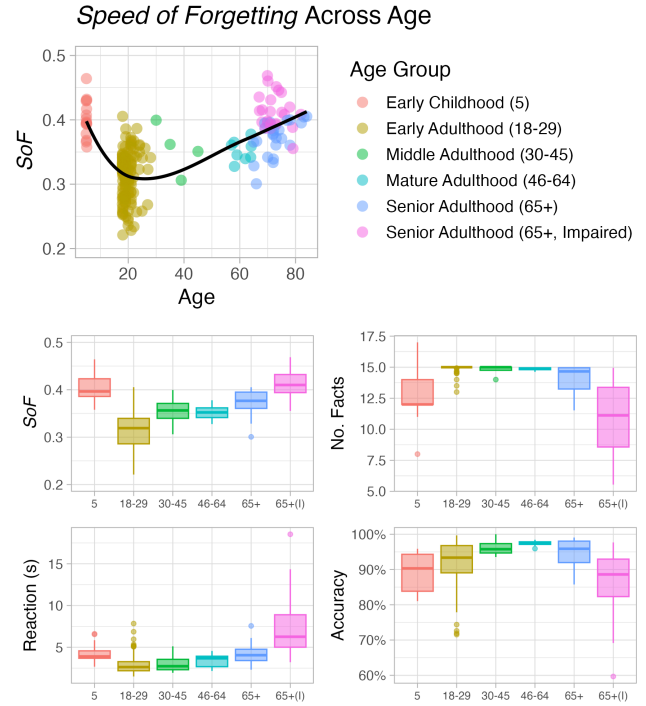 Speed of Forgetting Across Age
0.5
0.4
0.3
0.2
SoF
20 40 60 80
Age
Age Group
Early Childhood (5)
Early Adulthood (18-29)
Middle Adulthood (30-45)
Mature Adulthood (46-64)
Senior Adulthood (65+)
Senior Adulthood (65+, Impaired)
0.5
0.4
0.3
0.2
SoF
5 18-29 30-45 46-64 65+ 65+(I)
17.5
15.0
12.5
10.0
7.5
5.0
No. Facts
5 18-29 30-45 46-64 65+ 65+(I)
15
10
5
Reaction (s)
5 18-29 30-45 46-64 65+ 65+(I)
100%
90%
80%
70%
60%
Accuracy
5 18-29 30-45 46-64 65+ 65+(I)